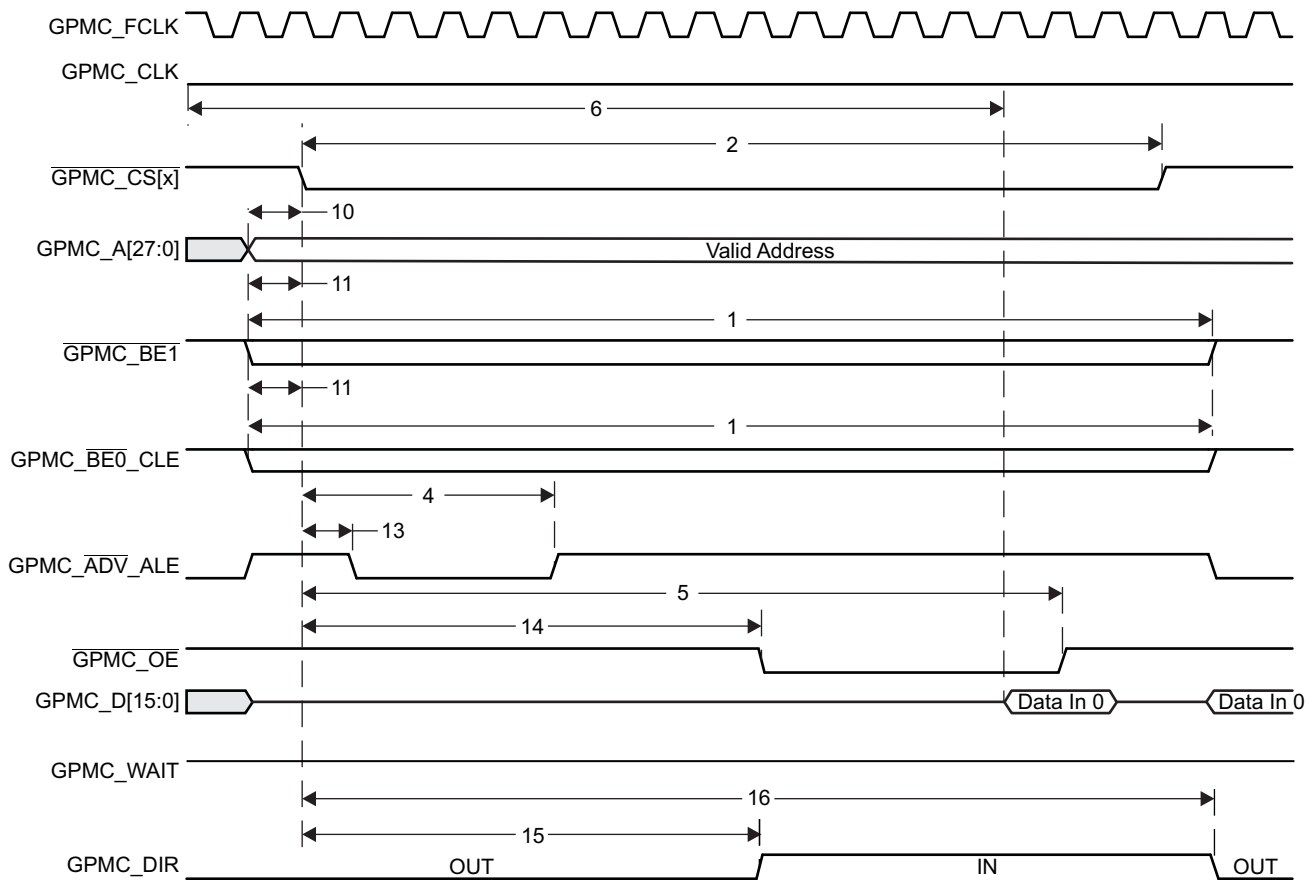 GPMC_FCLK
GPMC_CLK
6
2
GPMC_CS[x]
10
GPMC_A[27:0]
Valid Address
11
1
GPMC_BE1
11
1
GPMC_BE0_CLE
4
13
GPMC_ADV_ALE
5
14
GPMC_OE
GPMC_D[15:0]
Data In 0
Data In 0
GPMC_WAIT
16
15
GPMC_DIR
OUT
IN
OUT